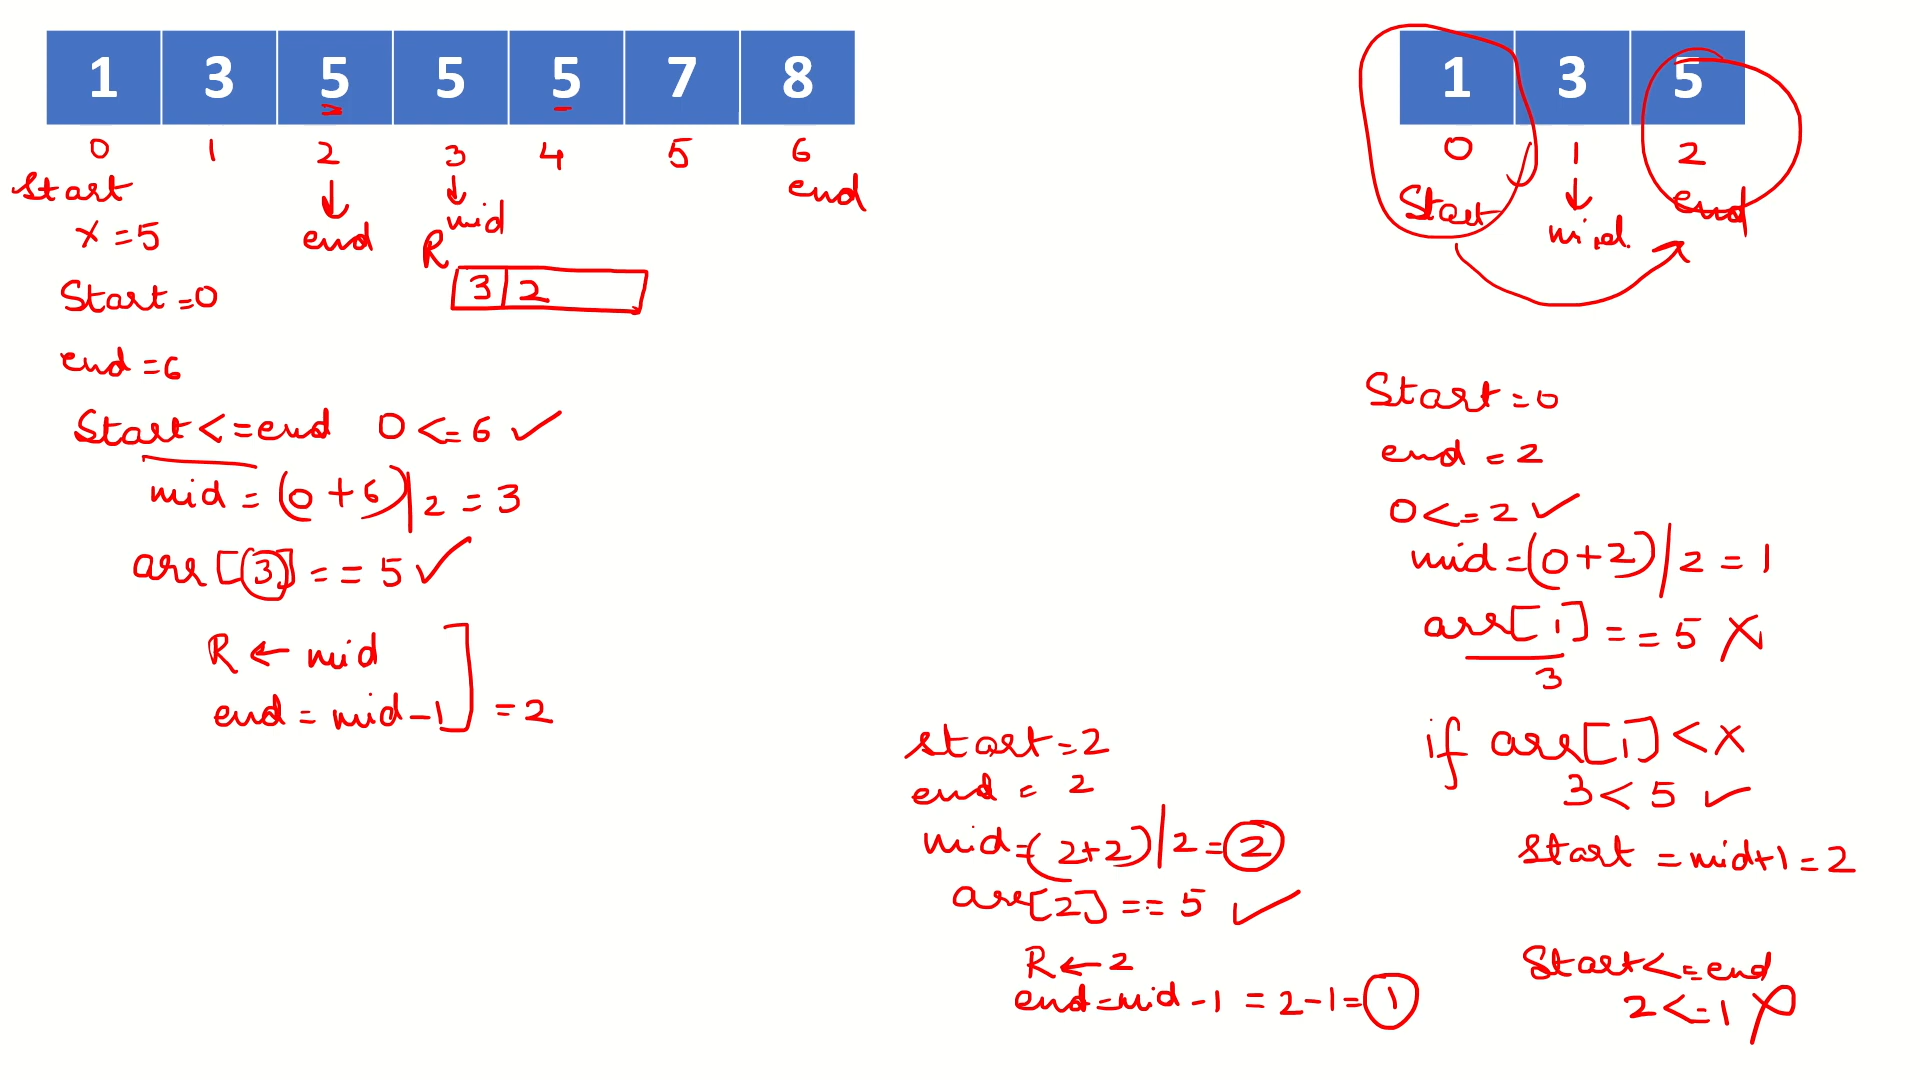 1 3 5 5 5 7 8
0 1 2 3 4 5 6
Start end
mid
x = 5 end
R
3 2
Start = 0
end = 6
Start <= end 0 <= 6 ✓
mid = (0+6)/2 = 3
arr[3] == 5 ✓
R ← mid
end = mid-1 = 2
1 3 5
0 1 2
Start end
mid
Start = 0
end = 2
0 <= 2 ✓
mid = (0+2)/2 = 1
arr[1] == 5 X
3
if arr[1] < x
3 < 5 ✓
Start = mid+1 = 2
start = 2
end = 2
mid = (2+2)/2 = 2
arr[2] == 5 ✓
R ← 2
end = mid-1 = 2-1 = 1
Start <= end
2 <= 1 X